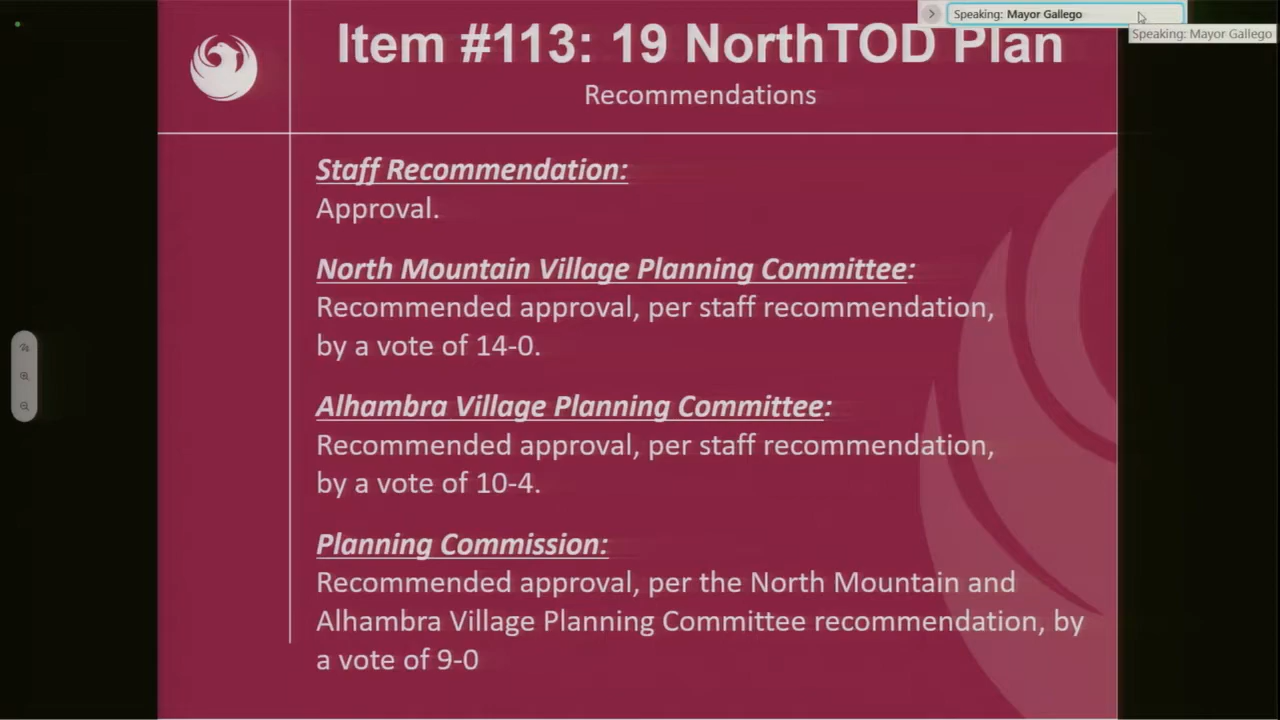 Speaking: Mayor Gallego
Speaking: Mayor Gallego
Item #113: 19 NorthTOD Plan
Recommendations
Staff Recommendation:
Approval.
North Mountain Village Planning Committee:
Recommended approval, per staff recommendation,
by a vote of 14-0.
Alhambra Village Planning Committee:
Recommended approval, per staff recommendation,
by a vote of 10-4.
Planning Commission:
Recommended approval, per the North Mountain and
Alhambra Village Planning Committee recommendation, by
a vote of 9-0